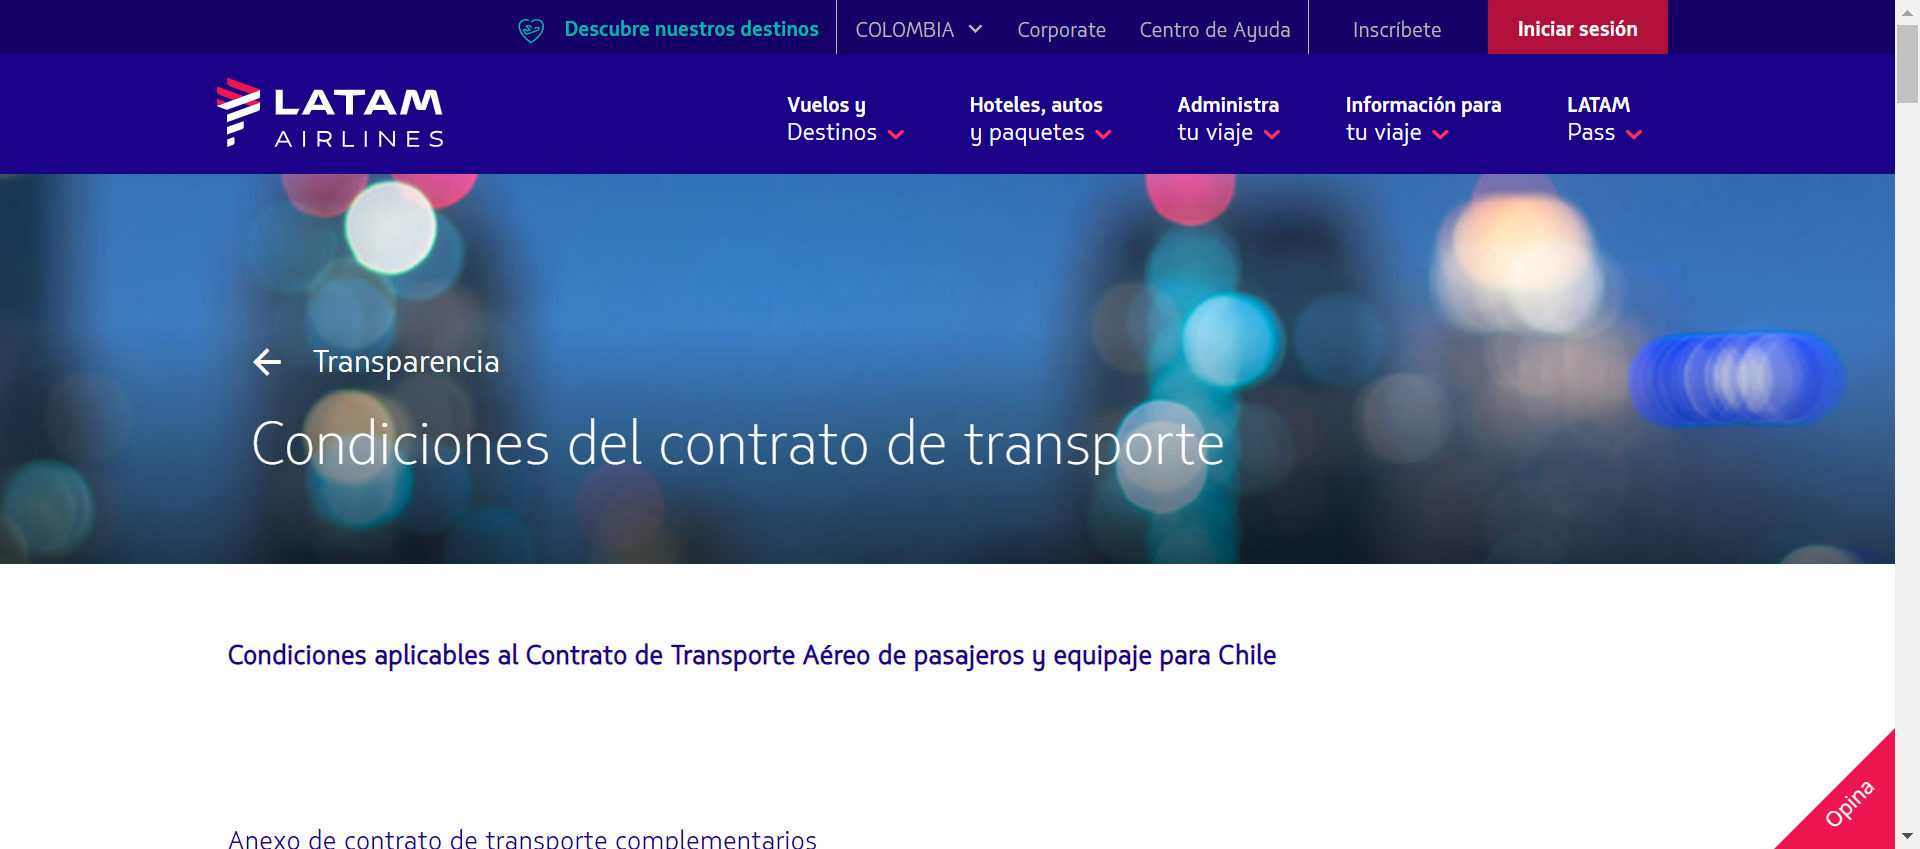 Descubre nuestros destinos
COLOMBIA
Corporate
Centro de Ayuda
Inscríbete
Iniciar sesión
LATAM
AIRLINES
Vuelos y
Destinos
Hoteles, autos
y paquetes
Administra
tu viaje
Información para
tu viaje
LATAM
Pass
Transparencia
Condiciones del contrato de transporte
Condiciones aplicables al Contrato de Transporte Aéreo de pasajeros y equipaje para Chile
Opina
Anexo de contrato de transporte complementarios